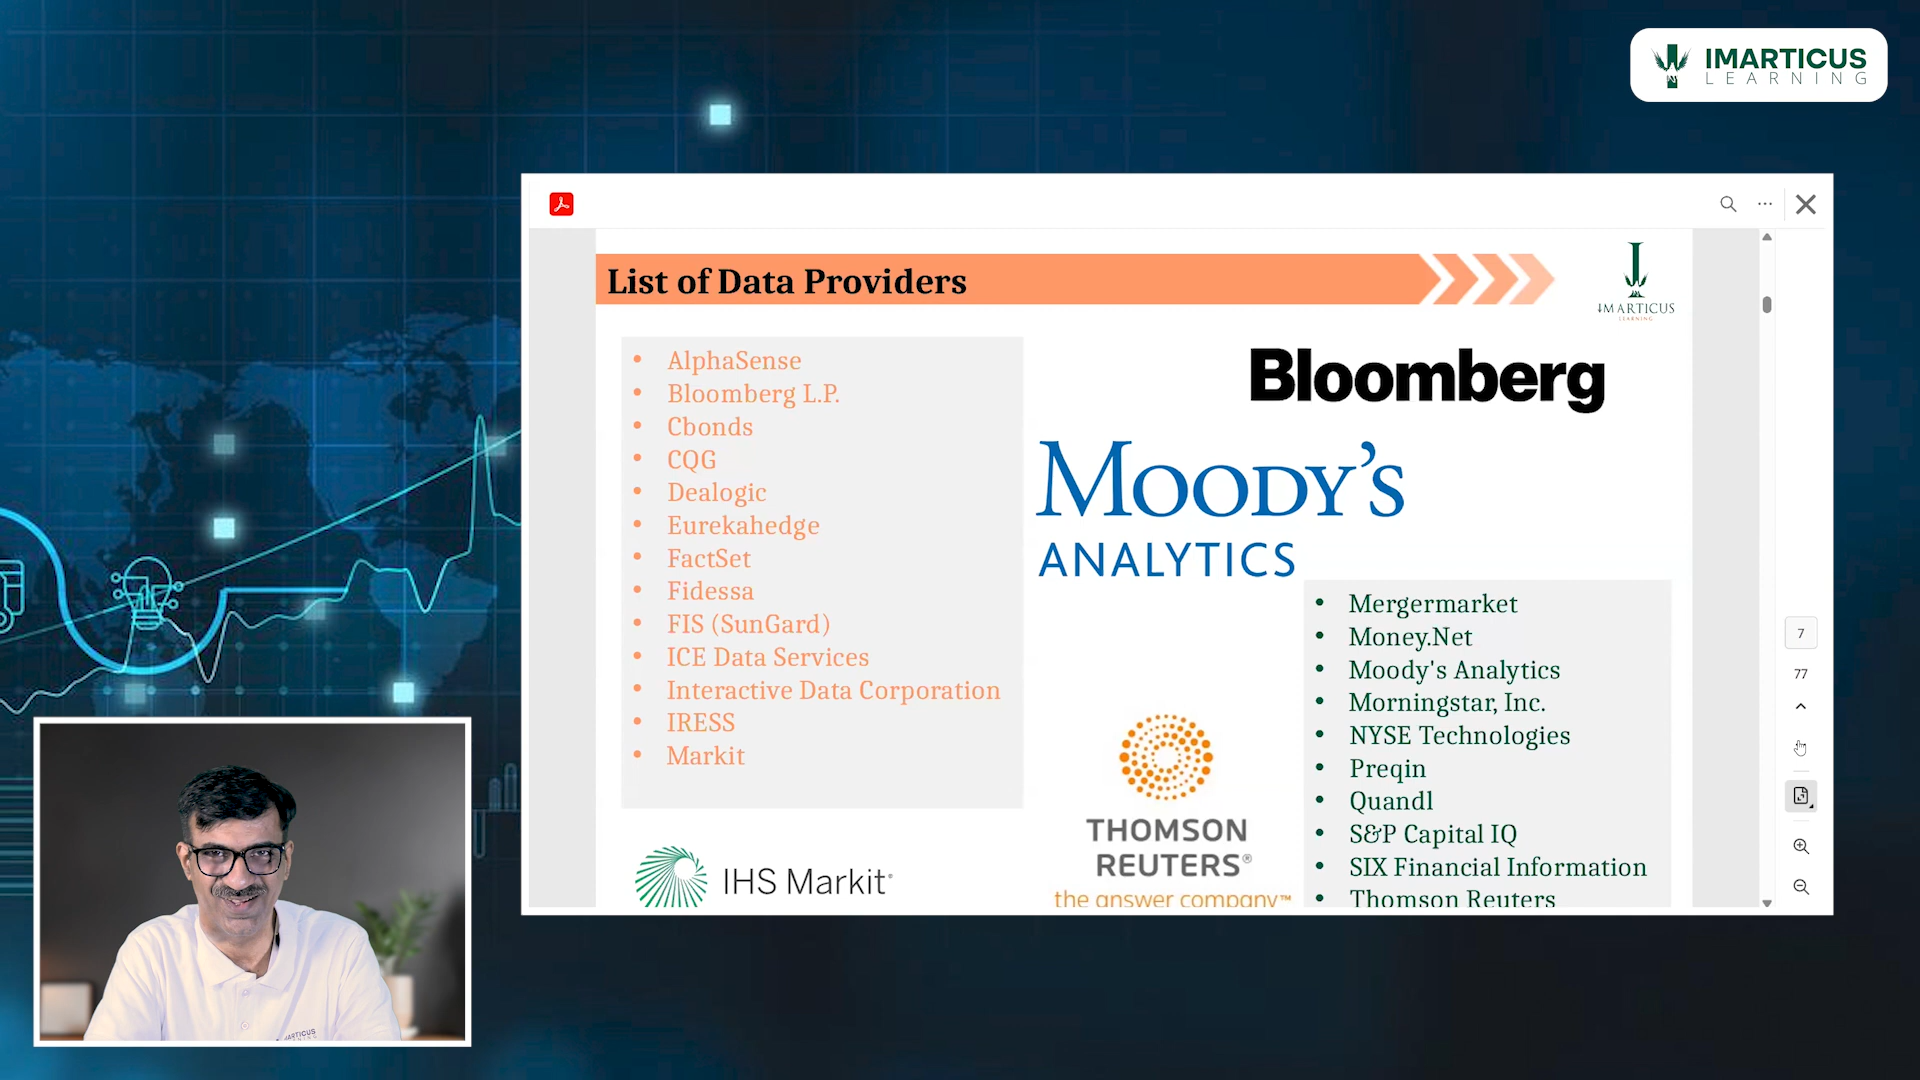 IMARTICUS
LEARNING
List of Data Providers
IMARTICUS
LEARNING
• AlphaSense
• Bloomberg L.P.
• Cbonds
• CQG
• Dealogic
• Eurekahedge
• FactSet
• Fidessa
• FIS (SunGard)
• ICE Data Services
• Interactive Data Corporation
• IRESS
• Markit
Bloomberg
MOODY'S
ANALYTICS
• Mergermarket
• Money.Net
• Moody's Analytics
• Morningstar, Inc.
• NYSE Technologies
• Preqin
• Quandl
• S&P Capital IQ
• SIX Financial Information
• Thomson Reuters
THOMSON
REUTERS®
the answer company™
IHS Markit
7
77